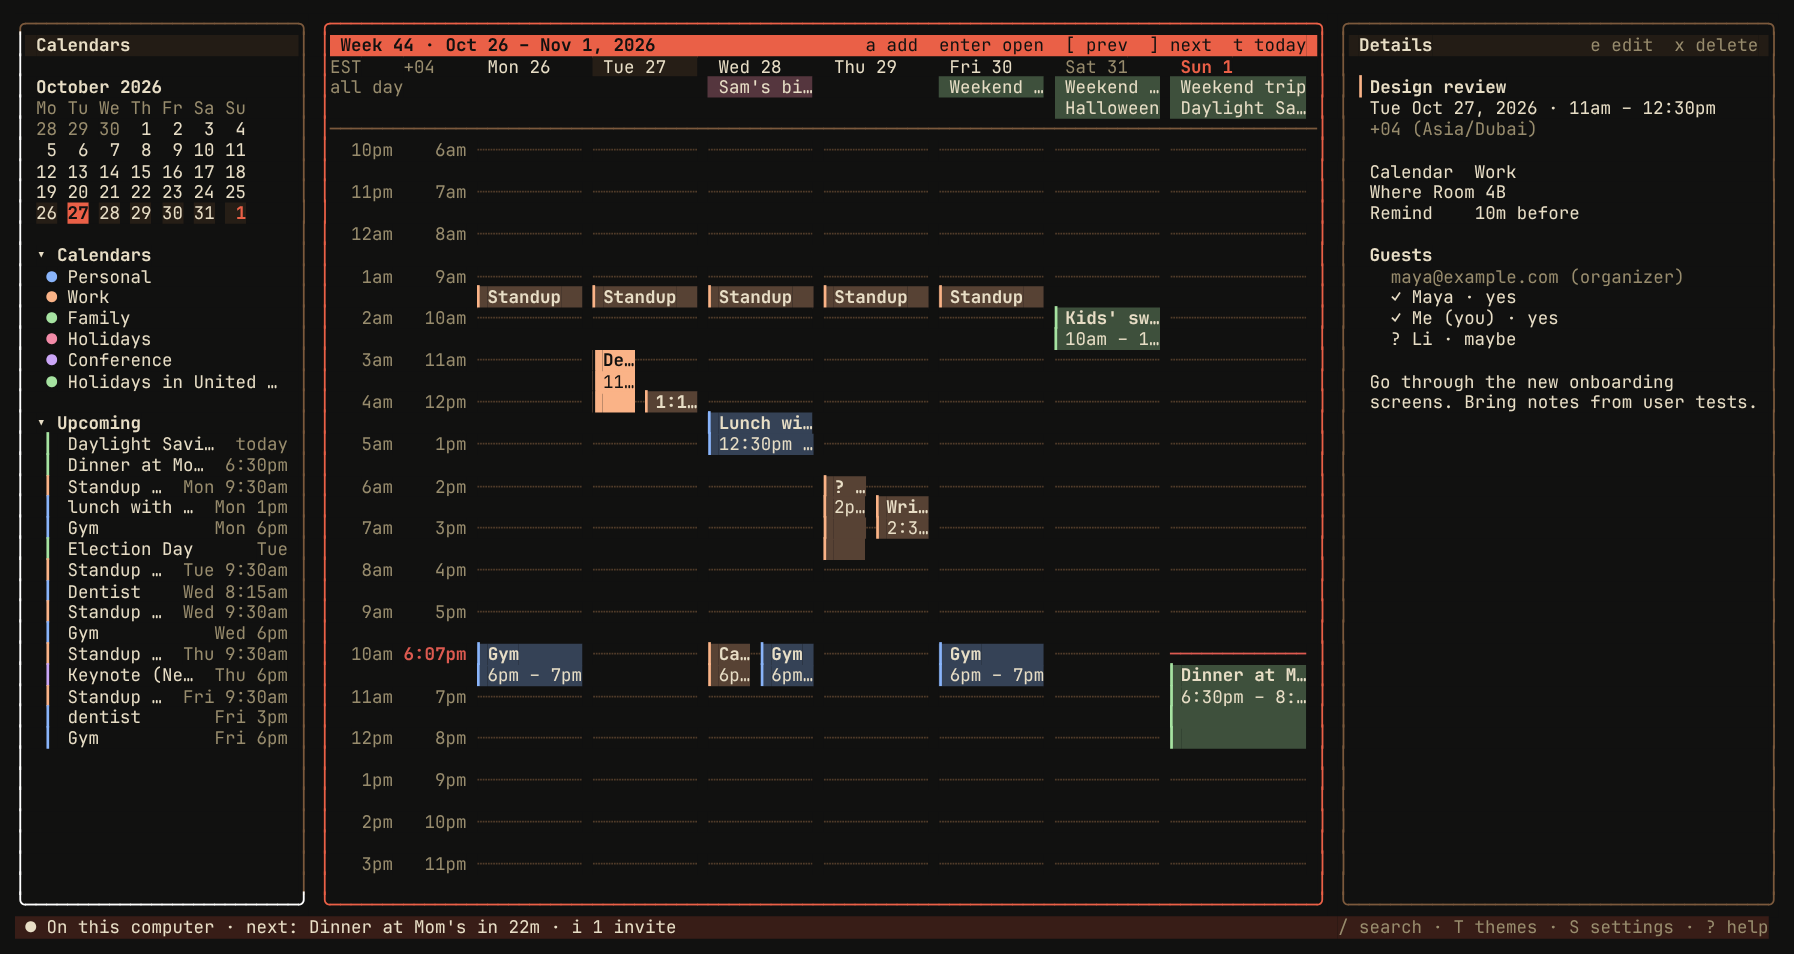 Calendars
October 2026
Mo Tu We Th Fr Sa Su
28 29 30 1 2 3 4
5 6 7 8 9 10 11
12 13 14 15 16 17 18
19 20 21 22 23 24 25
26 27 28 29 30 31 1
▾ Calendars
● Personal
● Work
● Family
● Holidays
● Conference
● Holidays in United …
▾ Upcoming
Daylight Savi… today
Dinner at Mo… 6:30pm
Standup … Mon 9:30am
lunch with … Mon 1pm
Gym Mon 6pm
Election Day Tue
Standup … Tue 9:30am
Dentist Wed 8:15am
Standup … Wed 9:30am
Gym Wed 6pm
Standup … Thu 9:30am
Keynote (Ne… Thu 6pm
Standup … Fri 9:30am
dentist Fri 3pm
Gym Fri 6pm
Week 44 · Oct 26 – Nov 1, 2026 a add enter open [ prev ] next t today
EST +04 Mon 26 Tue 27 Wed 28 Thu 29 Fri 30 Sat 31 Sun 1
all day Sam's bi… Weekend … Weekend … Weekend trip
Halloween Daylight Sa…
10pm 6am
11pm 7am
12am 8am
1am 9am
Standup Standup Standup Standup Standup
2am 10am Kids' sw…
10am – 1…
3am 11am De…
11…
4am 12pm 1:1…
Lunch wi…
5am 1pm 12:30pm …
6am 2pm ? …
2p… Wri…
7am 3pm 2:3…
8am 4pm
9am 5pm
10am 6:07pm Gym Ca… Gym Gym
6pm – 7pm 6p… 6pm… 6pm – 7pm Dinner at M…
11am 7pm 6:30pm – 8:…
12pm 8pm
1pm 9pm
2pm 10pm
3pm 11pm
Details e edit x delete
Design review
Tue Oct 27, 2026 · 11am – 12:30pm
+04 (Asia/Dubai)
Calendar Work
Where Room 4B
Remind 10m before
Guests
maya@example.com (organizer)
✓ Maya · yes
✓ Me (you) · yes
? Li · maybe
Go through the new onboarding
screens. Bring notes from user tests.
● On this computer · next: Dinner at Mom's in 22m · i 1 invite / search · T themes · S settings · ? help